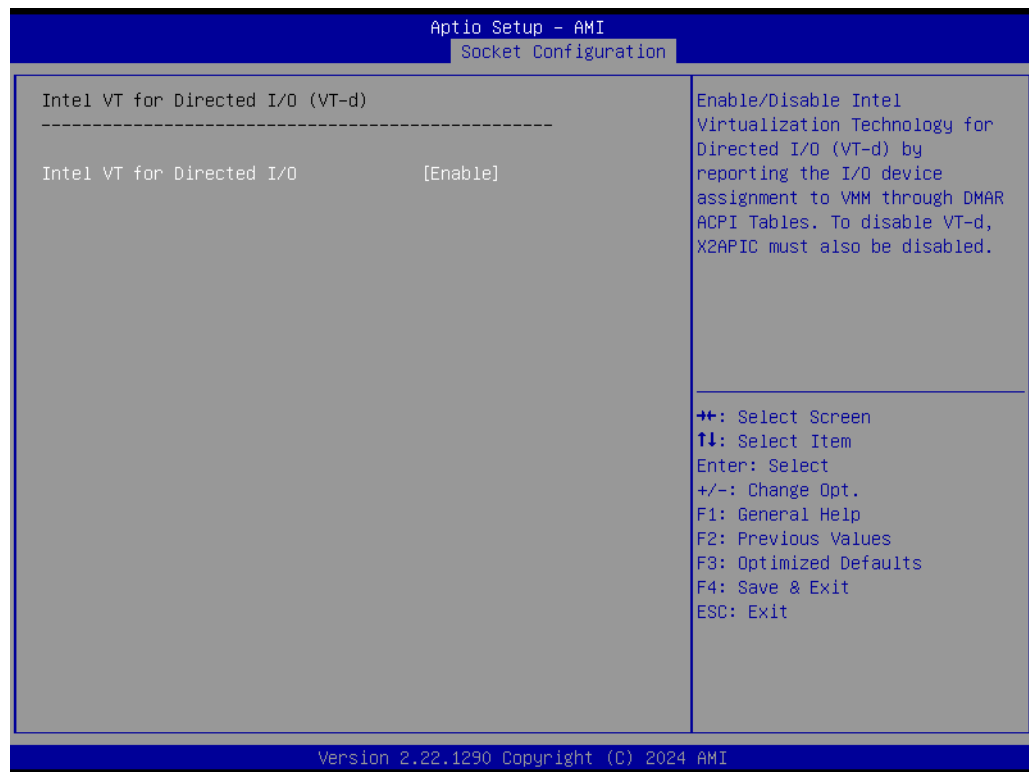 Aptio Setup – AMI
Socket Configuration
Intel VT for Directed I/O (VT-d)
--------------------------------------------------
Intel VT for Directed I/O [Enable]
Enable/Disable Intel
Virtualization Technology for
Directed I/O (VT-d) by
reporting the I/O device
assignment to VMM through DMAR
ACPI Tables. To disable VT-d,
X2APIC must also be disabled.
→←: Select Screen
↑↓: Select Item
Enter: Select
+/-: Change Opt.
F1: General Help
F2: Previous Values
F3: Optimized Defaults
F4: Save & Exit
ESC: Exit
Version 2.22.1290 Copyright (C) 2024 AMI